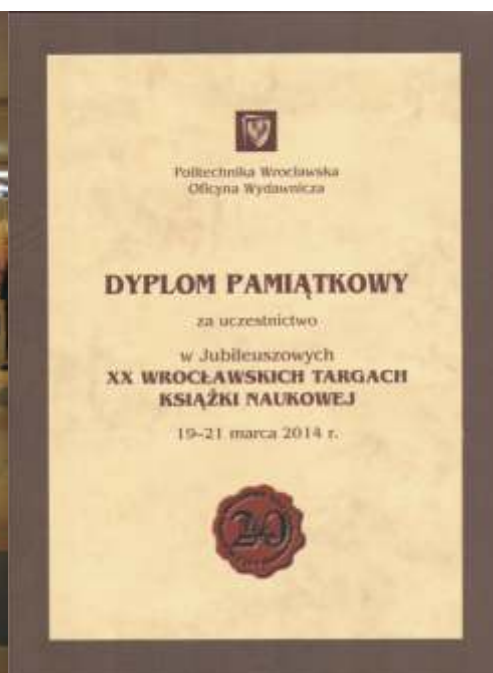 Politechnika Wrocławska
Oficyna Wydawnicza
DYPLOM PAMIĄTKOWY
za uczestnictwo
w Jubileuszowych
XX WROCŁAWSKICH TARGACH
KSIĄŻKI NAUKOWEJ
19–21 marca 2014 r.
20